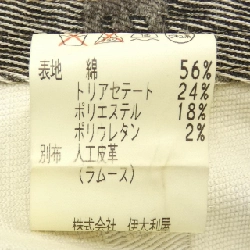 表地 綿 56%
トリアセテート 24%
ポリエステル 18%
ポリウレタン 2%
別布 人工皮革
(ラムース)
株式会社 伊太利屋